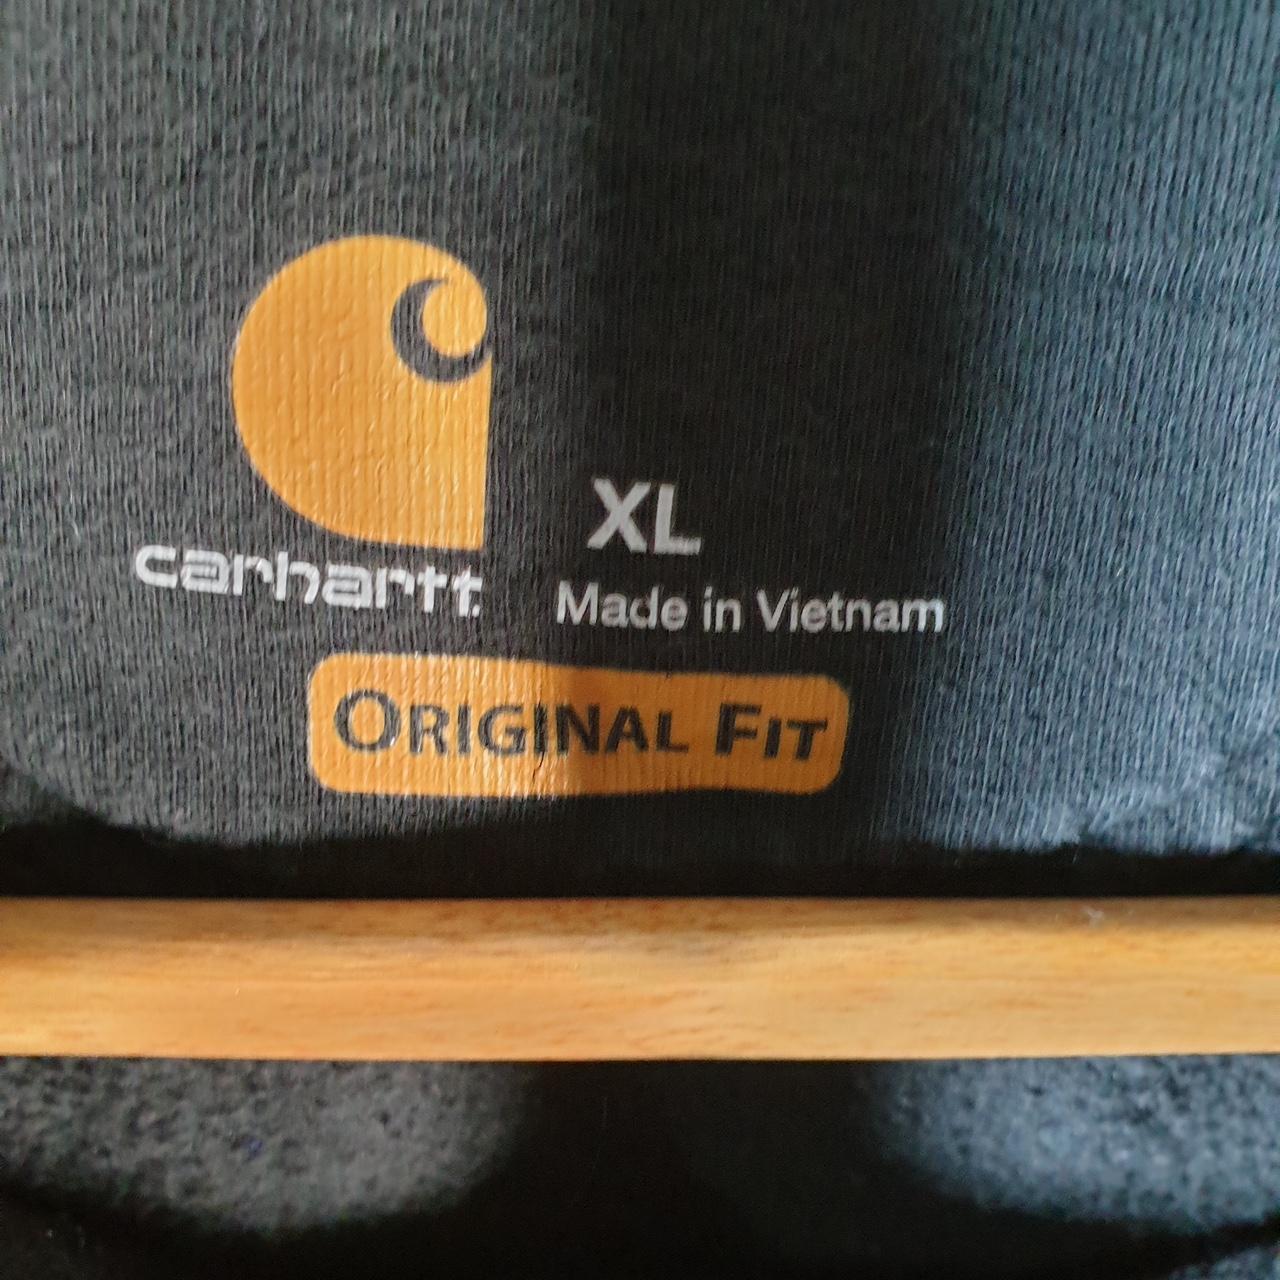 carhartt
XL
Made in Vietnam
ORIGINAL FIT